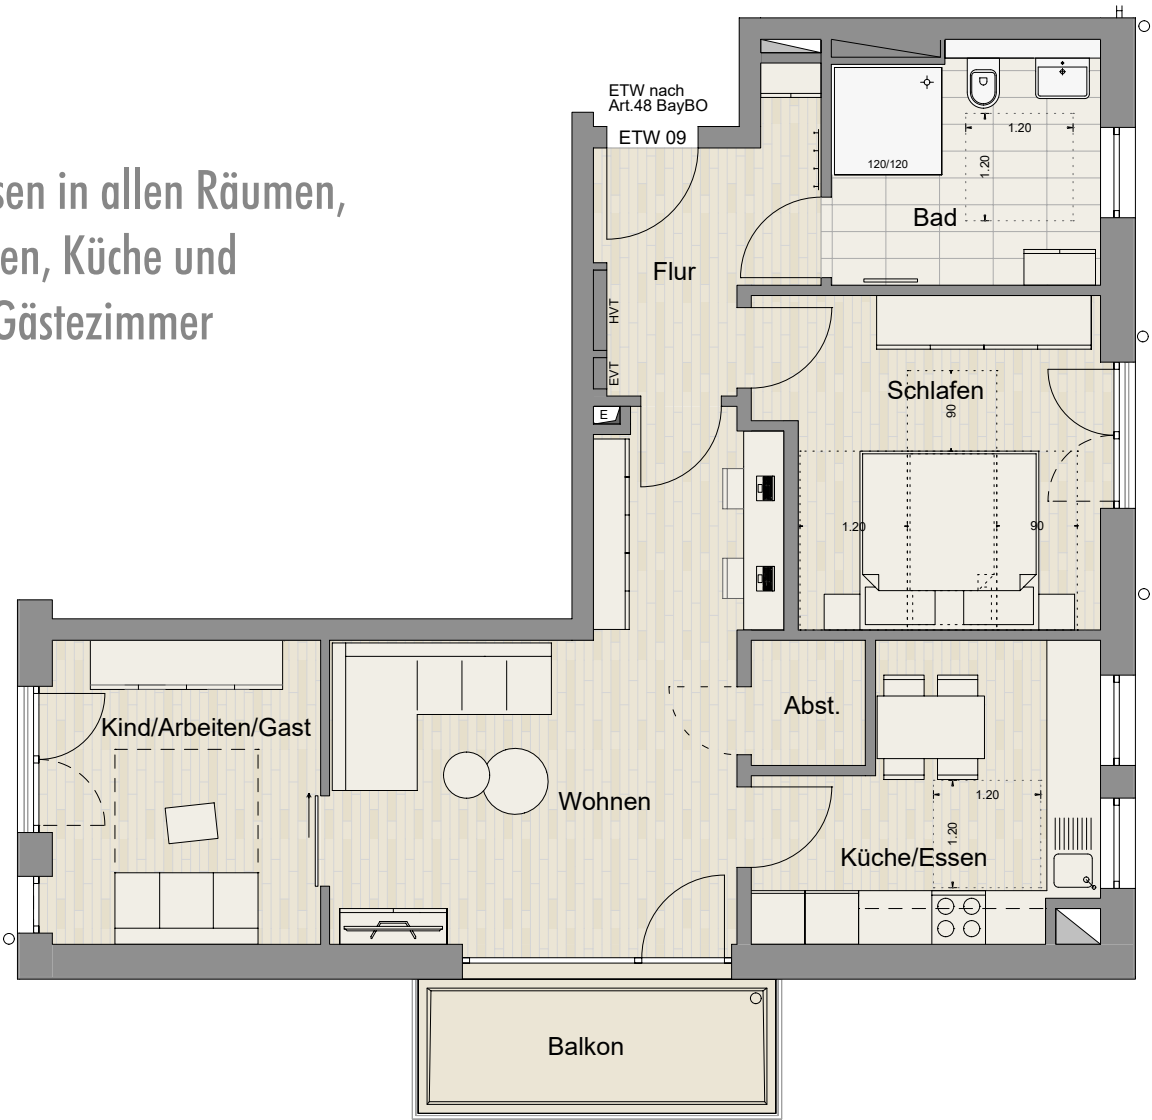 ETW nach
Art.48 BayBO
ETW 09
sen in allen Räumen,
en, Küche und
Gästezimmer
120/120
1.20
1.20
Bad
Flur
HVT
EVT
E
Schlafen
90
1.20
90
Kind/Arbeiten/Gast
Abst.
Wohnen
1.20
1.20
Küche/Essen
Balkon